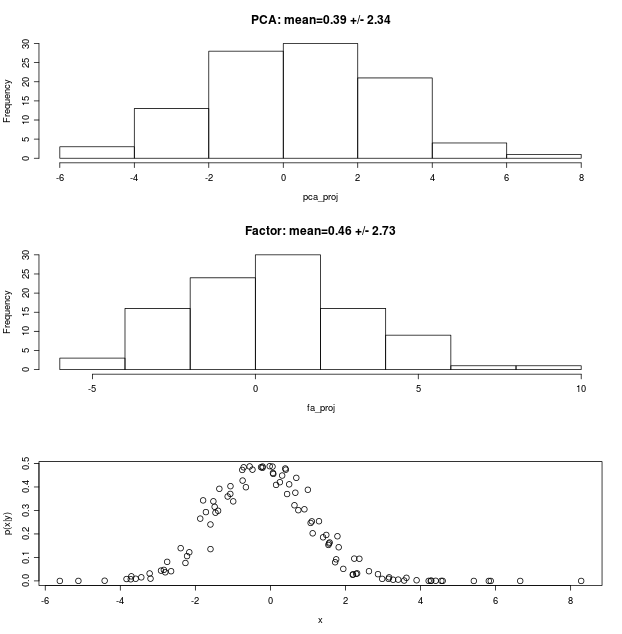 PCA: mean=0.39 +/- 2.34
Frequency
0 5 10 15 20 25 30
-6 -4 -2 0 2 4 6 8
pca_proj
Factor: mean=0.46 +/- 2.73
Frequency
0 5 10 15 20 25 30
-5 0 5 10
fa_proj
p(x|y)
0.0 0.1 0.2 0.3 0.4 0.5
-6 -4 -2 0 2 4 6 8
x